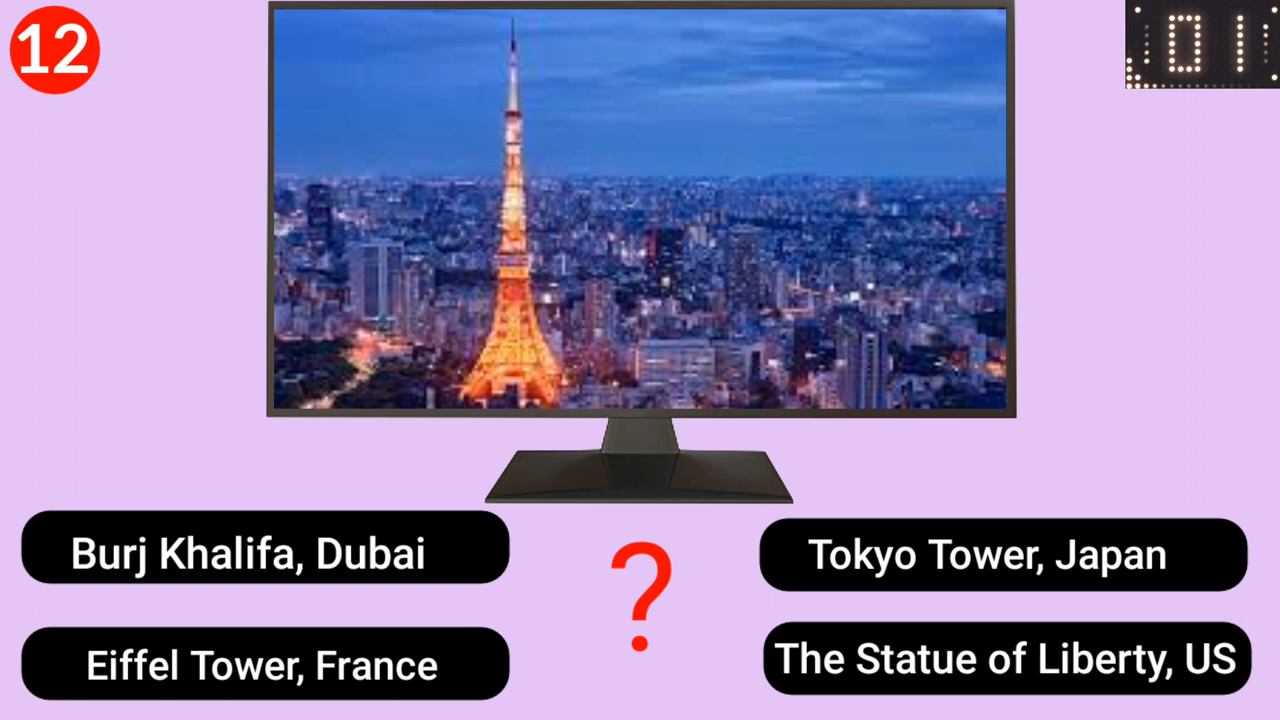 12
01
Burj Khalifa, Dubai
Tokyo Tower, Japan
?
Eiffel Tower, France
The Statue of Liberty, US